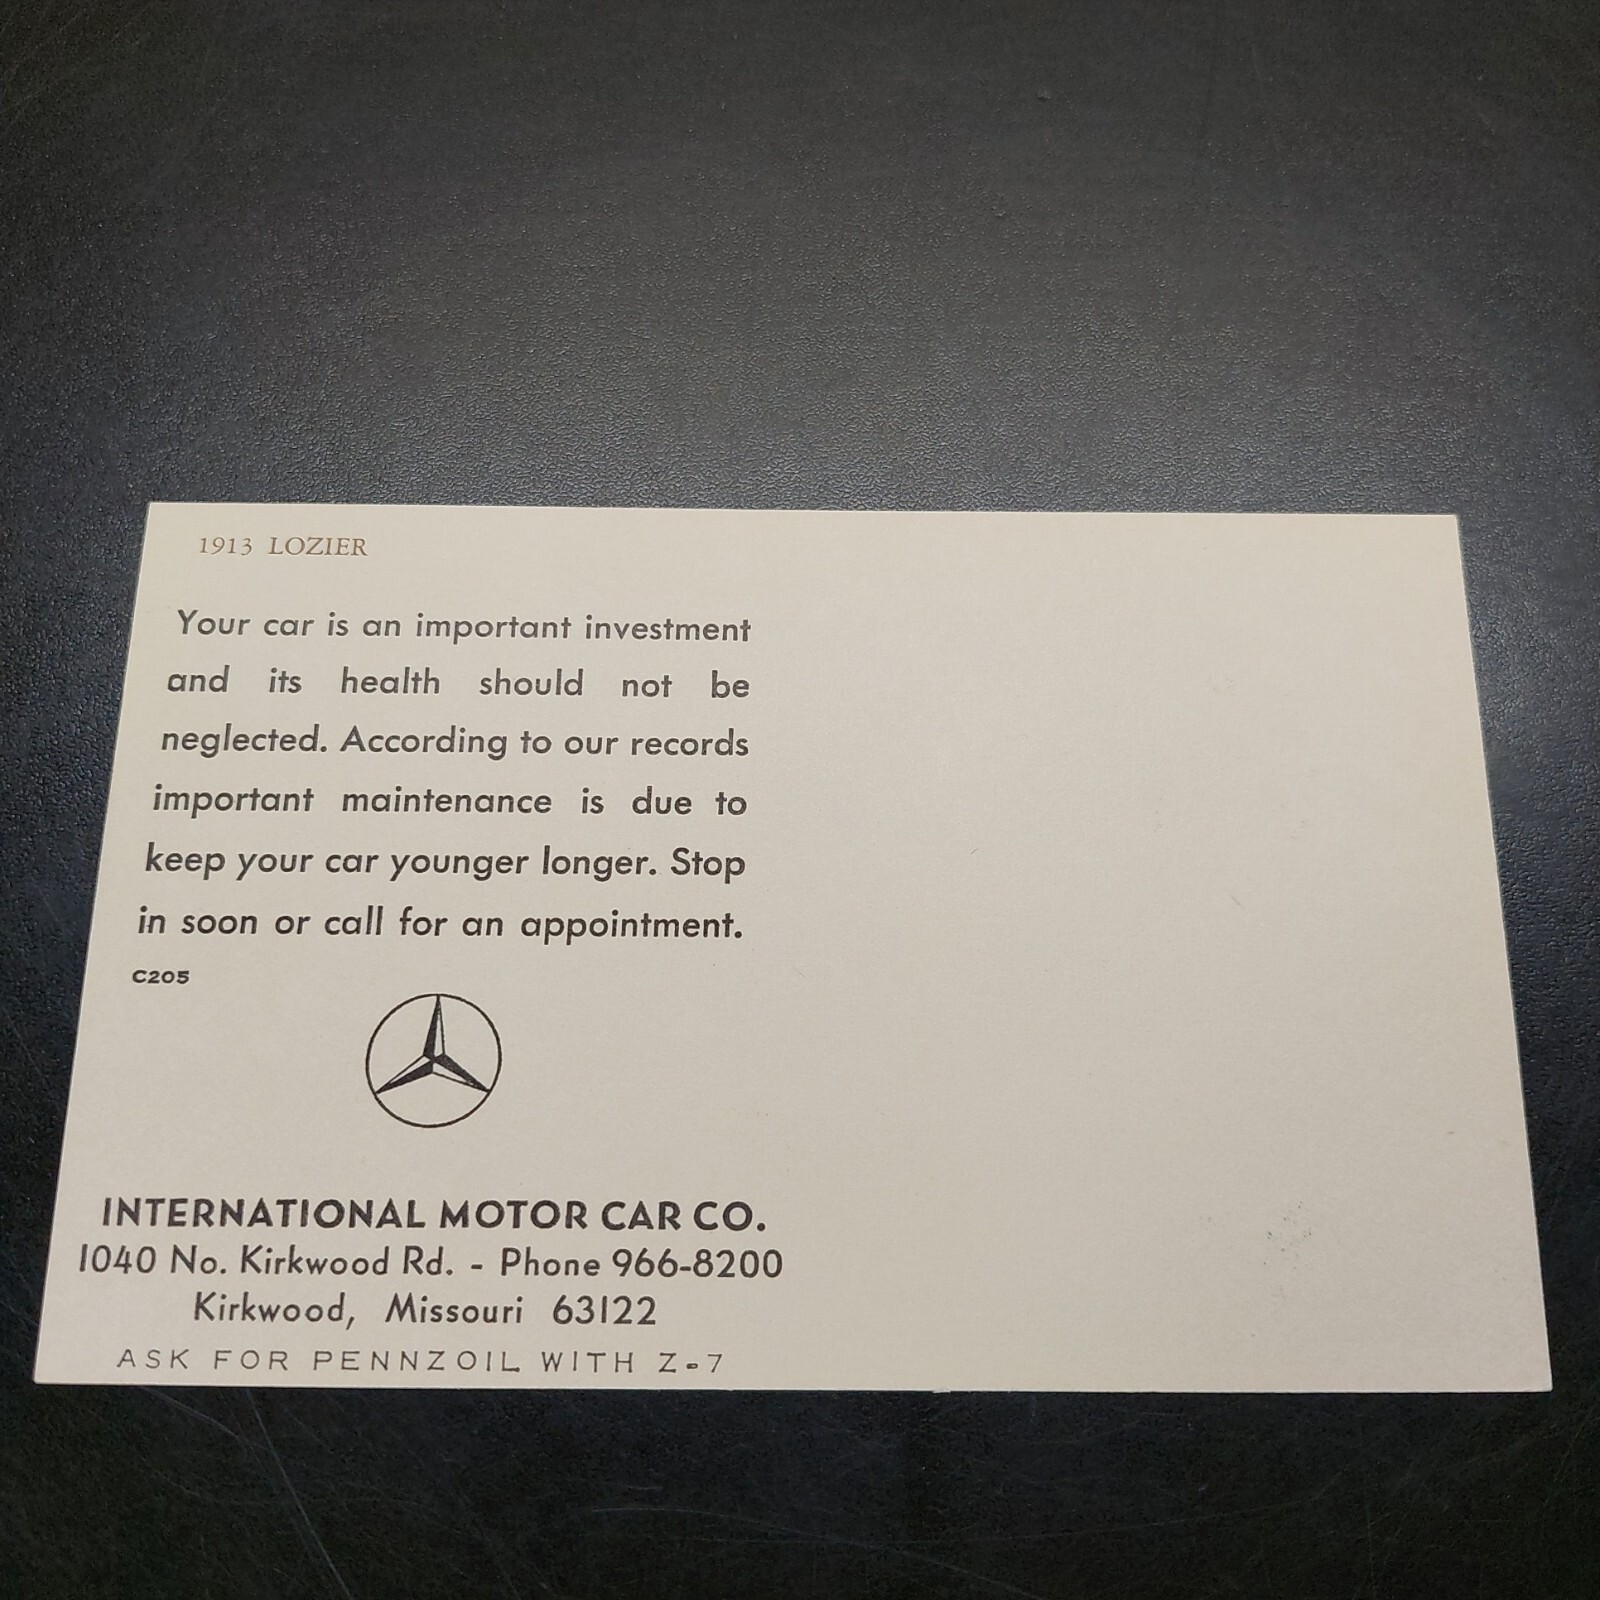 1913 LOZIER
Your car is an important investment
and its health should not be
neglected. According to our records
important maintenance is due to
keep your car younger longer. Stop
in soon or call for an appointment.
C205
INTERNATIONAL MOTOR CAR CO.
1040 No. Kirkwood Rd. - Phone 966-8200
Kirkwood, Missouri 63122
ASK FOR PENNZOIL WITH Z-7